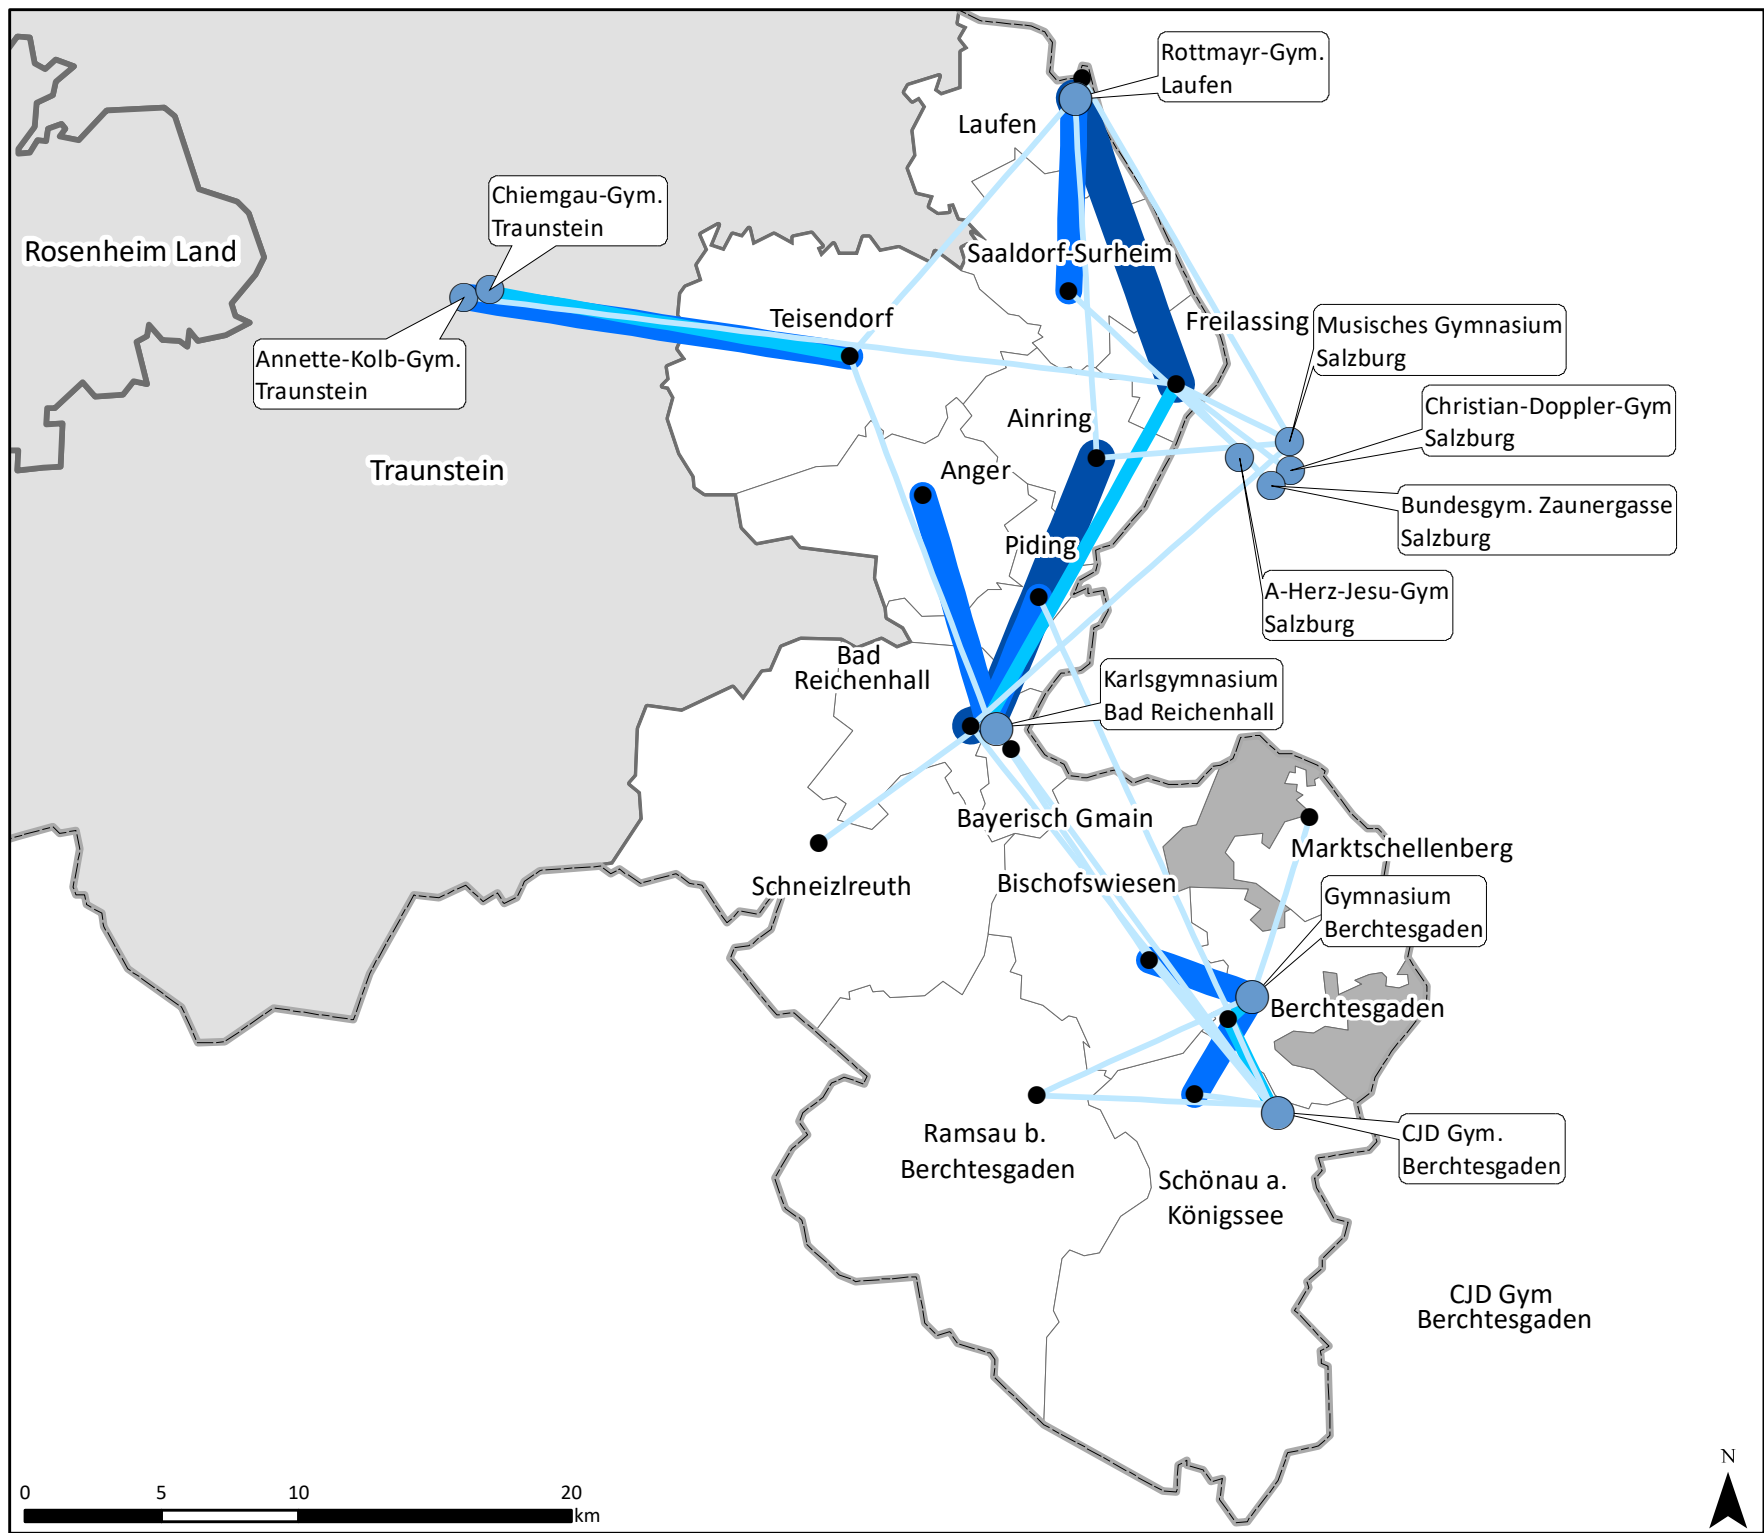 Rottmayr-Gym.
Laufen
Laufen
Chiemgau-Gym.
Traunstein
Rosenheim Land
Saaldorf-Surheim
Teisendorf
Freilassing
Musisches Gymnasium
Salzburg
Annette-Kolb-Gym.
Traunstein
Christian-Doppler-Gym
Salzburg
Ainring
Traunstein
Anger
Bundesgym. Zaunergasse
Salzburg
Piding
A-Herz-Jesu-Gym
Salzburg
Bad
Reichenhall
Karlsgymnasium
Bad Reichenhall
Bayerisch Gmain
Marktschellenberg
Schneizlreuth
Bischofswiesen
Gymnasium
Berchtesgaden
Berchtesgaden
Ramsau b.
Berchtesgaden
CJD Gym.
Berchtesgaden
Schönau a.
Königssee
CJD Gym
Berchtesgaden
N
0 5 10 20
km